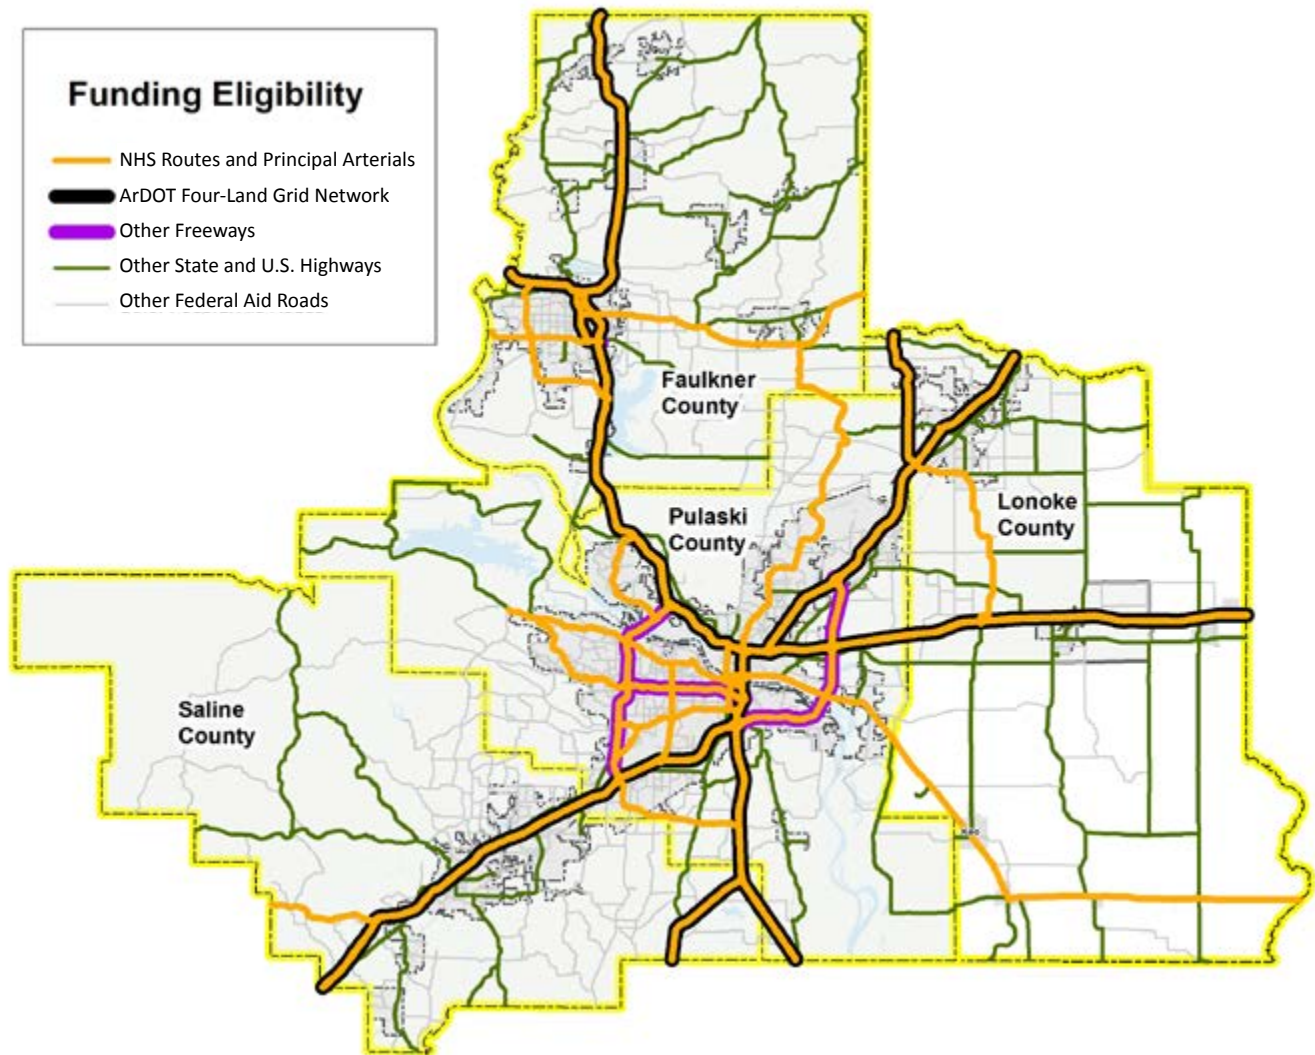 Funding Eligibility
NHS Routes and Principal Arterials
ArDOT Four-Land Grid Network
Other Freeways
Other State and U.S. Highways
Other Federal Aid Roads
Faulkner
County
Pulaski
County
Lonoke
County
Saline
County